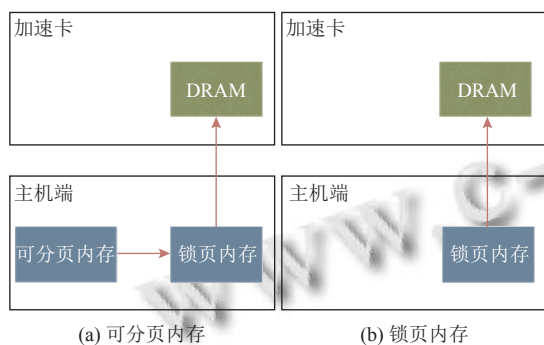 加速卡
DRAM
主机端
可分页内存
锁页内存
(a) 可分页内存
加速卡
DRAM
主机端
锁页内存
(b) 锁页内存
www.c-